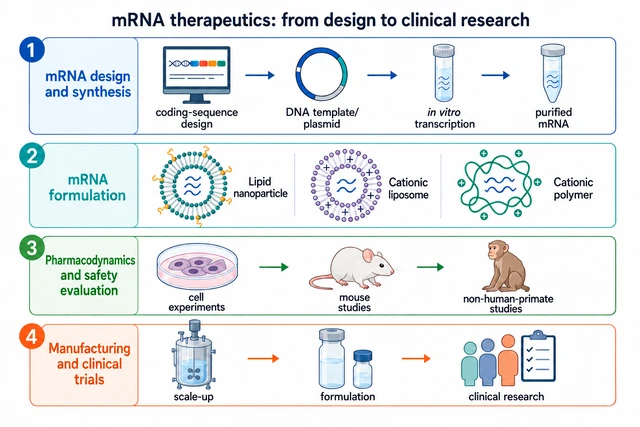 mRNA therapeutics: from design to clinical research
1
mRNA design
and synthesis
coding-sequence
design
DNA template/
plasmid
in vitro
transcription
purified
mRNA
2
mRNA
formulation
Lipid
nanoparticle
Cationic
liposome
Cationic
polymer
3
Pharmacodynamics
and safety
evaluation
cell
experiments
mouse
studies
non-human-primate
studies
4
Manufacturing
and clinical
trials
scale-up
formulation
clinical research